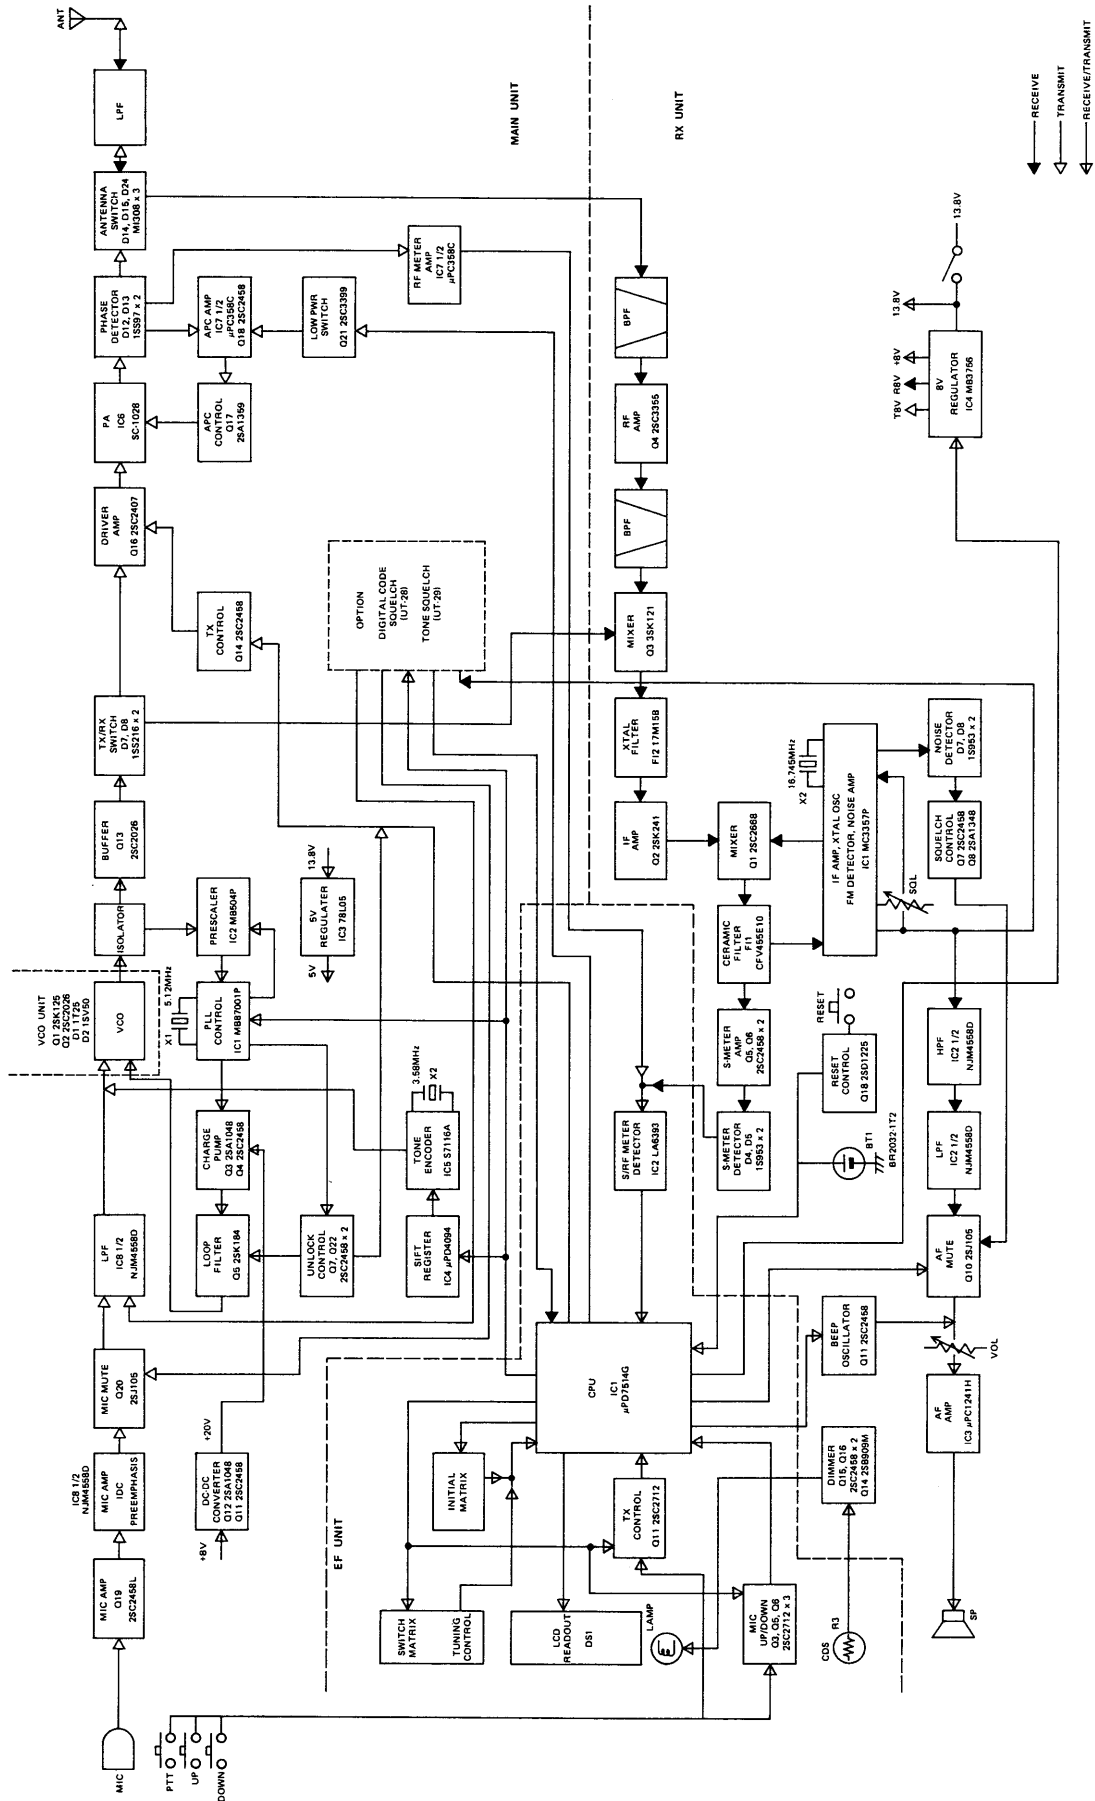 ANT
LPF
ANTENNA
SWITCH
D14, D15, D24
MI308 x 3
PHASE
DETECTOR
D12, D13
1SS97 x 2
PA
IC6
SC-1028
DRIVER
AMP
Q16 2SC2407
TX/RX
SWITCH
D7, D8
1SS216 x 2
BUFFER
Q13
2SC2026
ISOLATOR
VCO UNIT
Q1 2SK125
Q2 2SC2026
D1 1T25
D2 1SV50
VCO
LPF
IC8 1/2
NJM4558D
MIC MUTE
Q20
2SJ105
IC8 1/2
NJM4558D
MIC AMP
IDC
PREEMPHASIS
MIC AMP
Q19
2SC2458L
MIC
PTT
UP
DOWN
RF METER
AMP
IC7 1/2
µPC358C
APC AMP
IC7 1/2
µPC358C
Q18 2SC2458
LOW PWR
SWITCH
Q21 2SC3399
APC
CONTROL
Q17
2SA1359
TX
CONTROL
Q14 2SC2458
OPTION
DIGITAL CODE
SQUELCH
(UT-28)
TONE SQUELCH
(UT-29)
13.8V
5V
REGULATER
IC3 78L05
5V
PRESCALER
IC2 MB504P
5.12MHz
X1
PLL
CONTROL
IC1 MB87001P
CHARGE
PUMP
Q3 2SA1048
Q4 2SC2458
LOOP
FILTER
Q5 2SK184
UNLOCK
CONTROL
Q7, Q22
2SC2458 x 2
3.58MHz
X2
TONE
ENCODER
IC5 S7116A
SIFT
REGISTER
IC4 µPD4094
+20V
DC-DC
CONVERTER
Q12 2SA1048
Q11 2SC2458
+8V
MAIN UNIT
RX UNIT
EF UNIT
BPF
RF
AMP
Q4 2SC3355
BPF
MIXER
Q3 3SK121
XTAL
FILTER
FI2 17M15B
IF
AMP
Q2 2SK241
MIXER
Q1 2SC2668
CERAMIC
FILTER
FI1
CFV455E10
S-METER
AMP
Q5, Q6
2SC2458 x 2
S-METER
DETECTOR
D4, D5
1S953 x 2
S/RF METER
DETECTOR
IC2 LA6393
16.745MHz
X2
IF AMP, XTAL OSC
FM DETECTOR, NOISE AMP
IC1 MC3357P
NOISE
DETECTOR
D7, D8
1S953 x 2
SQUELCH
CONTROL
Q7 2SC2458
Q8 2SA1348
SQL
RESET
RESET
CONTROL
Q18 2SD1225
BT1
BR2032-1T2
HPF
IC2 1/2
NJM4558D
LPF
IC2 1/2
NJM4558D
AF
MUTE
Q10 2SJ105
BEEP
OSCILLATOR
Q11 2SC2458
VOL
AF
AMP
IC3 µPC1241H
SP
CPU
IC1
µPD7514G
INITIAL
MATRIX
TX
CONTROL
Q11 2SC2712
SWITCH
MATRIX
TUNING
CONTROL
LCD
READOUT
DS1
LAMP
MIC
UP/DOWN
Q3, Q5, Q6
2SC2712 x 3
DIMMER
Q15, Q16
2SC2458 x 2
Q14 2SB909M
CDS
R3
13.8V
13.8V
+8V
R8V
T8V
8V
REGULATOR
IC4 MB3756
RECEIVE
TRANSMIT
RECEIVE/TRANSMIT